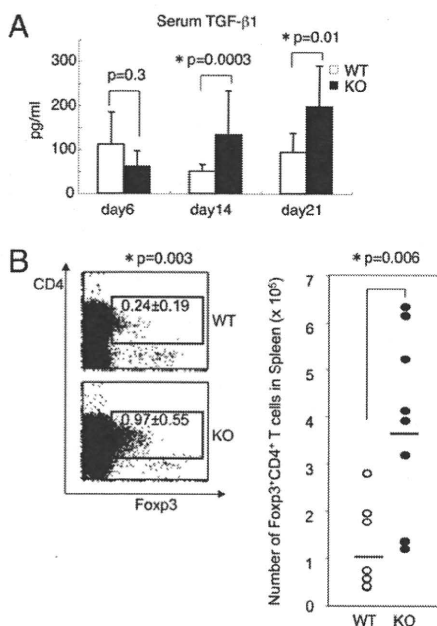 A
Serum TGF-β1
pg/ml
300
200
100
0
p=0.3
* p=0.0003
* p=0.01
WT
KO
day6
day14
day21
B
* p=0.003
CD4
0.24±0.19
WT
0.97±0.55
KO
Foxp3
* p=0.006
Number of Foxp3⁺CD4⁺ T cells in Spleen (x 10⁵)
7
6
5
4
3
2
1
0
WT
KO